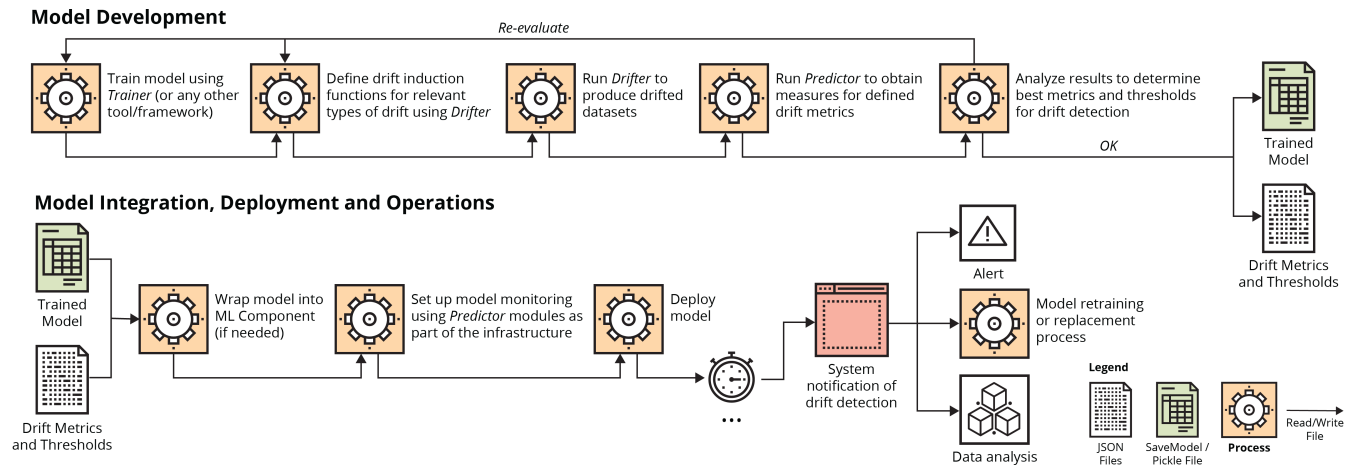 Model Development
Re-evaluate
Train model using
Trainer (or any other
tool/framework)
Define drift induction
functions for relevant
types of drift using Drifter
Run Drifter to
produce drifted
datasets
Run Predictor to obtain
measures for defined
drift metrics
Analyze results to determine
best metrics and thresholds
for drift detection
OK
Trained
Model
Drift Metrics
and Thresholds
Model Integration, Deployment and Operations
Trained
Model
Drift Metrics
and Thresholds
Wrap model into
ML Component
(if needed)
Set up model monitoring
using Predictor modules as
part of the infrastructure
Deploy
model
...
System
notification of
drift detection
Alert
Model retraining
or replacement
process
Data analysis
Legend
JSON
Files
SaveModel /
Pickle File
Process
Read/Write
File